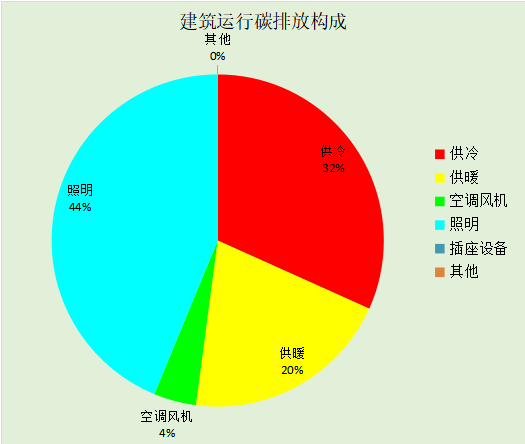 建筑运行碳排放构成
其他
0%
供冷
32%
照明
44%
供暖
20%
空调风机
4%
供冷
供暖
空调风机
照明
插座设备
其他